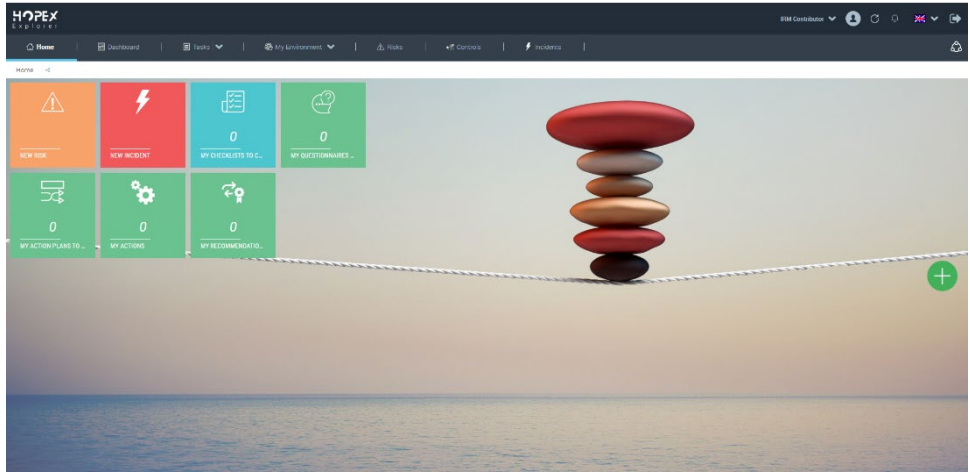 HOPEX
Explorer
IRM Contributor
Home
Dashboard
Tasks
My Environment
Risks
Controls
Incidents
Home
NEW RISK
NEW INCIDENT
0
MY CHECKLISTS TO C...
0
MY QUESTIONNAIRES ...
0
MY ACTION PLANS TO ...
0
MY ACTIONS
0
MY RECOMMENDATIO...